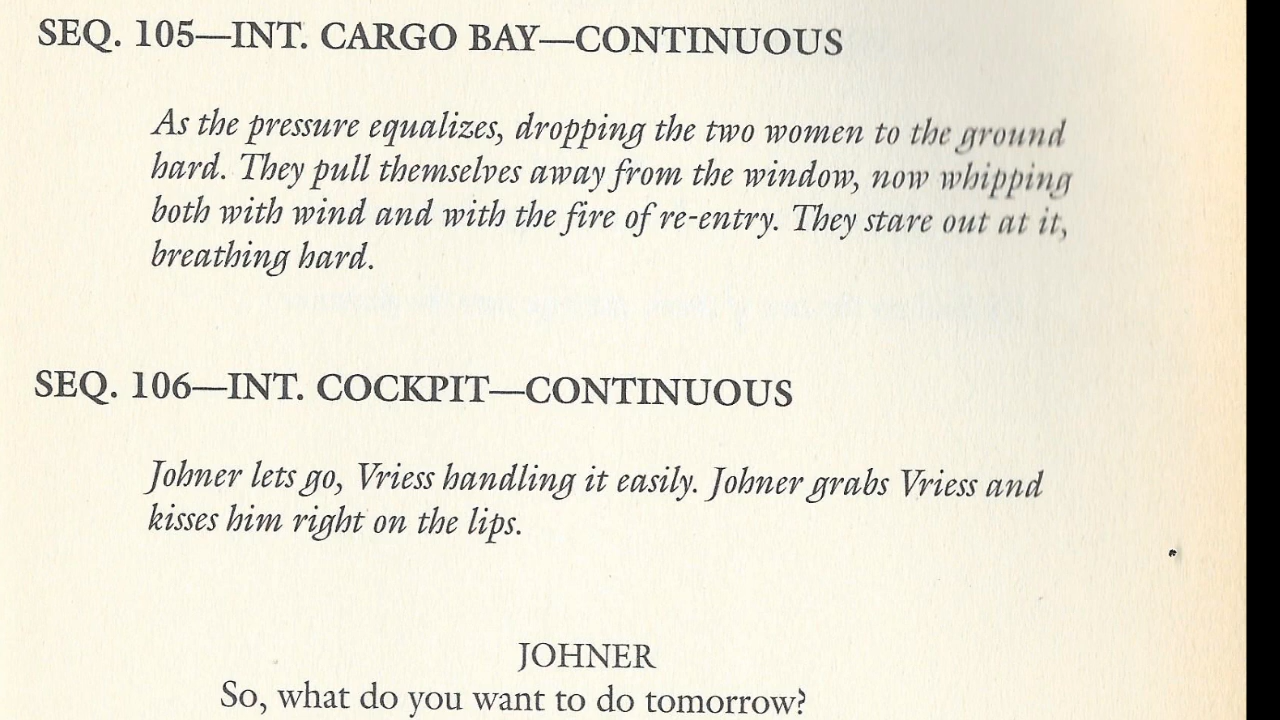 SEQ. 105—INT. CARGO BAY—CONTINUOUS
As the pressure equalizes, dropping the two women to the ground
hard. They pull themselves away from the window, now whipping
both with wind and with the fire of re-entry. They stare out at it,
breathing hard.
SEQ. 106—INT. COCKPIT—CONTINUOUS
Johner lets go, Vriess handling it easily. Johner grabs Vriess and
kisses him right on the lips.
JOHNER
So, what do you want to do tomorrow?